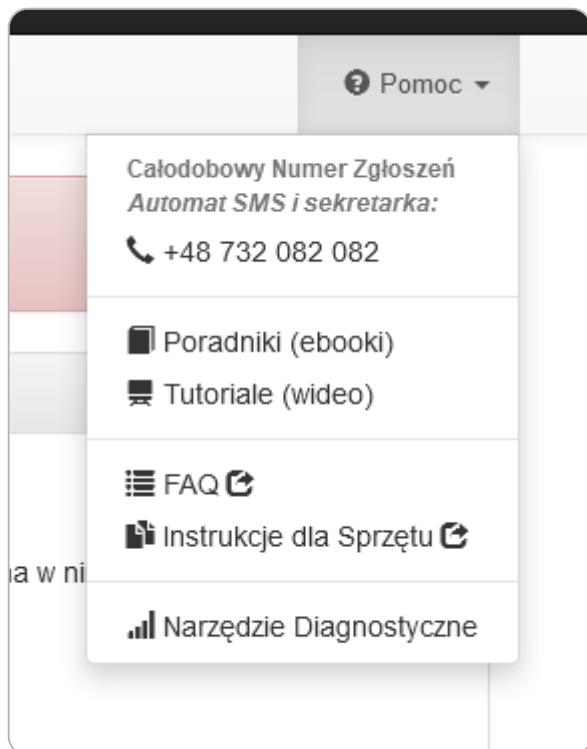 Pomoc
Całodobowy Numer Zgłoszeń
Automat SMS i sekretarka:
+48 732 082 082
Poradniki (ebooki)
Tutoriale (wideo)
FAQ
Instrukcje dla Sprzętu
w ni
Narzędzie Diagnostyczne